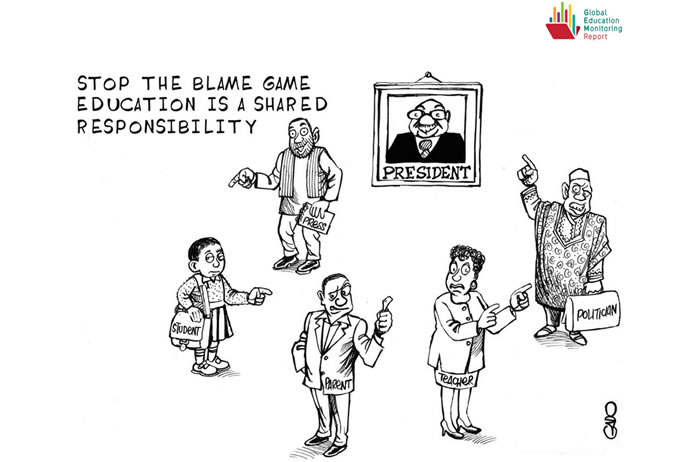 Global
Education
Monitoring
Report
STOP THE BLAME GAME
EDUCATION IS A SHARED
RESPONSIBILITY
PRESIDENT
PRESS
STUDENT
PARENT
TEACHER
POLITICIAN